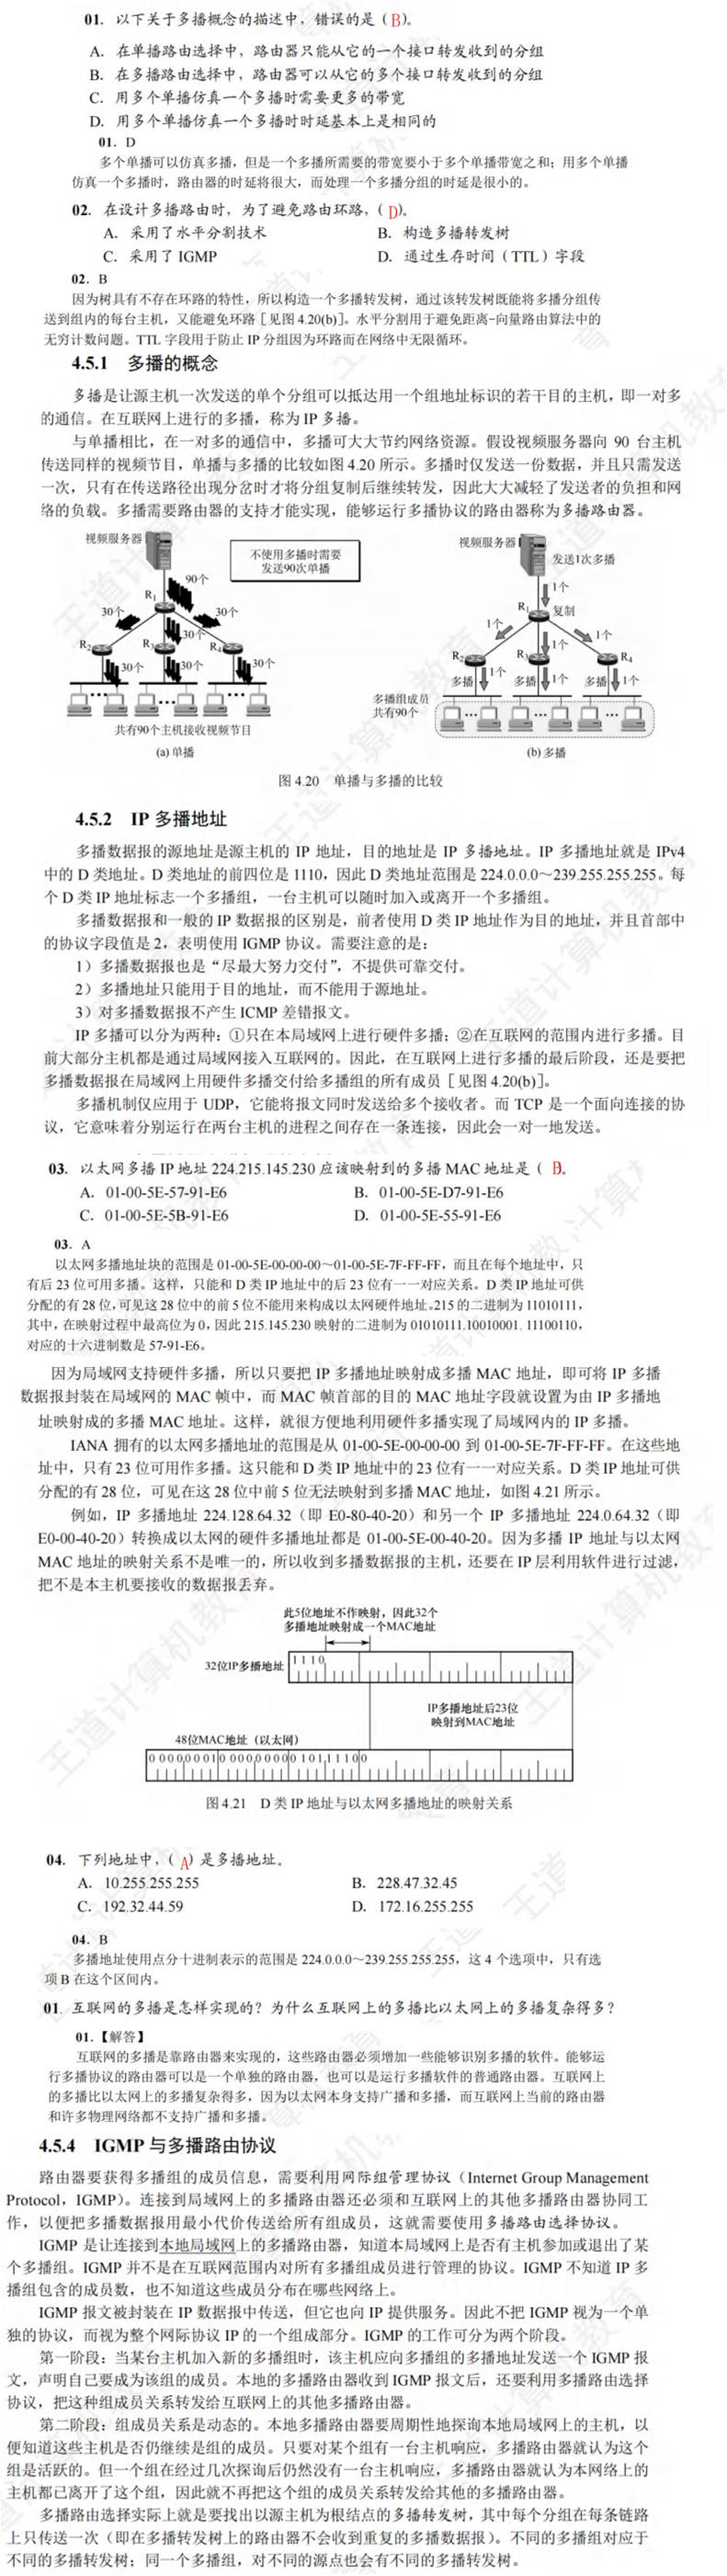 01. 以下关于多播概念的描述中，错误的是（ B）。
A. 在单播路由选择中，路由器只能从它的一个接口转发收到的分组
B. 在多播路由选择中，路由器可以从它的多个接口转发收到的分组
C. 用多个单播仿真一个多播时需要更多的带宽
D. 用多个单播仿真一个多播时时延基本上是相同的
01. D
多个单播可以仿真多播，但是一个多播所需要的带宽要小于多个单播带宽之和；用多个单播
仿真一个多播时，路由器的时延将很大，而处理一个多播分组的时延是很小的。
02. 在设计多播路由时，为了避免路由环路，（ D）。
A. 采用了水平分割技术 B. 构造多播转发树
C. 采用了 IGMP D. 通过生存时间（TTL）字段
02. B
因为树具有不存在环路的特性，所以构造一个多播转发树，通过该转发树既能将多播分组传
送到组内的每台主机，又能避免环路［见图 4.20(b)］。水平分割用于避免距离-向量路由算法中的
无穷计数问题。TTL 字段用于防止 IP 分组因为环路而在网络中无限循环。
4.5.1 多播的概念
多播是让源主机一次发送的单个分组可以抵达用一个组地址标识的若干目的主机，即一对多
的通信。在互联网上进行的多播，称为 IP 多播。
与单播相比，在一对多的通信中，多播可大大节约网络资源。假设视频服务器向 90 台主机
传送同样的视频节目，单播与多播的比较如图 4.20 所示。多播时仅发送一份数据，并且只需发送
一次，只有在传送路径出现分岔时才将分组复制后继续转发，因此大大减轻了发送者的负担和网
络的负载。多播需要路由器的支持才能实现，能够运行多播协议的路由器称为多播路由器。
视频服务器
不使用多播时需要
发送90次单播
90个
R1
30个 30个
30个
R2 R3 R4
30个 30个 30个
共有90个主机接收视频节目
(a) 单播
视频服务器
发送1次多播
1个
R1 复制
1个 1个
1个
R2 R3 R4
多播 1个 多播 1个 多播 1个
多播组成员
共有90个
(b) 多播
图 4.20 单播与多播的比较
4.5.2 IP 多播地址
多播数据报的源地址是源主机的 IP 地址，目的地址是 IP 多播地址。IP 多播地址就是 IPv4
中的 D 类地址。D 类地址的前四位是 1110，因此 D 类地址范围是 224.0.0.0～239.255.255.255。每
个 D 类 IP 地址标志一个多播组，一台主机可以随时加入或离开一个多播组。
多播数据报和一般的 IP 数据报的区别是，前者使用 D 类 IP 地址作为目的地址，并且首部中
的协议字段值是 2，表明使用 IGMP 协议。需要注意的是：
1）多播数据报也是“尽最大努力交付”，不提供可靠交付。
2）多播地址只能用于目的地址，而不能用于源地址。
3）对多播数据报不产生 ICMP 差错报文。
IP 多播可以分为两种：①只在本局域网上进行硬件多播；②在互联网的范围内进行多播。目
前大部分主机都是通过局域网接入互联网的。因此，在互联网上进行多播的最后阶段，还是要把
多播数据报在局域网上用硬件多播交付给多播组的所有成员［见图 4.20(b)］。
多播机制仅应用于 UDP，它能将报文同时发送给多个接收者。而 TCP 是一个面向连接的协
议，它意味着分别运行在两台主机的进程之间存在一条连接，因此会一对一地发送。
03. 以太网多播 IP 地址 224.215.145.230 应该映射到的多播 MAC 地址是（ D）。
A. 01-00-5E-57-91-E6 B. 01-00-5E-D7-91-E6
C. 01-00-5E-5B-91-E6 D. 01-00-5E-55-91-E6
03. A
以太网多播地址块的范围是 01-00-5E-00-00-00～01-00-5E-7F-FF-FF，而且在每个地址中，只
有后 23 位可用多播。这样，只能和 D 类 IP 地址中的后 23 位有一一对应关系。D 类 IP 地址可供
分配的有 28 位，可见这 28 位中的前 5 位不能用来构成以太网硬件地址。215 的二进制为 11010111，
其中，在映射过程中最高位为 0，因此 215.145.230 映射的二进制为 01010111.10010001. 11100110，
对应的十六进制数是 57-91-E6。
因为局域网支持硬件多播，所以只要把 IP 多播地址映射成多播 MAC 地址，即可将 IP 多播
数据报封装在局域网的 MAC 帧中，而 MAC 帧首部的目的 MAC 地址字段就设置为由 IP 多播地
址映射成的多播 MAC 地址。这样，就很方便地利用硬件多播实现了局域网内的 IP 多播。
IANA 拥有的以太网多播地址的范围是从 01-00-5E-00-00-00 到 01-00-5E-7F-FF-FF。在这些地
址中，只有 23 位可用作多播。这只能和 D 类 IP 地址中的 23 位有一一对应关系。D 类 IP 地址可供
分配的有 28 位，可见在这 28 位中前 5 位无法映射到多播 MAC 地址，如图 4.21 所示。
例如，IP 多播地址 224.128.64.32（即 E0-80-40-20）和另一个 IP 多播地址 224.0.64.32（即
E0-00-40-20）转换成以太网的硬件多播地址都是 01-00-5E-00-40-20。因为多播 IP 地址与以太网
MAC 地址的映射关系不是唯一的，所以收到多播数据报的主机，还要在 IP 层利用软件进行过滤，
把不是本主机要接收的数据报丢弃。
此5位地址不作映射，因此32个
多播地址映射成一个MAC地址
32位IP多播地址 1110
IP多播地址后23位
映射到MAC地址
48位MAC地址（以太网）
0000000100000000010111100
图 4.21 D 类 IP 地址与以太网多播地址的映射关系
04. 下列地址中，（ A）是多播地址。
A. 10.255.255.255 B. 228.47.32.45
C. 192.32.44.59 D. 172.16.255.255
04. B
多播地址使用点分十进制表示的范围是 224.0.0.0～239.255.255.255，这 4 个选项中，只有选
项 B 在这个区间内。
01. 互联网的多播是怎样实现的？为什么互联网上的多播比以太网上的多播复杂得多？
01.【解答】
互联网的多播是靠路由器来实现的，这些路由器必须增加一些能够识别多播的软件。能够运
行多播协议的路由器可以是一个单独的路由器，也可以是运行多播软件的普通路由器。互联网上
的多播比以太网上的多播复杂得多，因为以太网本身支持广播和多播，而互联网上当前的路由器
和许多物理网络都不支持广播和多播。
4.5.4 IGMP 与多播路由协议
路由器要获得多播组的成员信息，需要利用网际组管理协议（Internet Group Management
Protocol，IGMP）。连接到局域网上的多播路由器还必须和互联网上的其他多播路由器协同工
作，以便把多播数据报用最小代价传送给所有组成员，这就需要使用多播路由选择协议。
IGMP 是让连接到本地局域网上的多播路由器，知道本局域网上是否有主机参加或退出了某
个多播组。IGMP 并不是在互联网范围内对所有多播组成员进行管理的协议。IGMP 不知道 IP 多
播组包含的成员数，也不知道这些成员分布在哪些网络上。
IGMP 报文被封装在 IP 数据报中传送，但它也向 IP 提供服务。因此不把 IGMP 视为一个单
独的协议，而视为整个网际协议 IP 的一个组成部分。IGMP 的工作可分为两个阶段。
第一阶段：当某台主机加入新的多播组时，该主机应向多播组的多播地址发送一个 IGMP 报
文，声明自己要成为该组的成员。本地的多播路由器收到 IGMP 报文后，还要利用多播路由选择
协议，把这种组成员关系转发给互联网上的其他多播路由器。
第二阶段：组成员关系是动态的。本地多播路由器要周期性地探询本地局域网上的主机，以
便知道这些主机是否仍继续是组的成员。只要对某个组有一台主机响应，多播路由器就认为这个
组是活跃的。但一个组在经过几次探询后仍然没有一台主机响应，多播路由器就认为本网络上的
主机都已离开了这个组，因此就不再把这个组的成员关系转发给其他的多播路由器。
多播路由选择实际上就是要找出以源主机为根结点的多播转发树，其中每个分组在每条链路
上只传送一次（即在多播转发树上的路由器不会收到重复的多播数据报）。不同的多播组对应于
不同的多播转发树；同一个多播组，对不同的源点也会有不同的多播转发树。